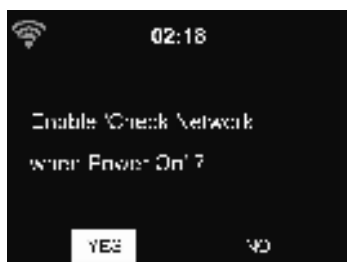 02:18
Enable 'Check Network
when Power On' ?
YES NO